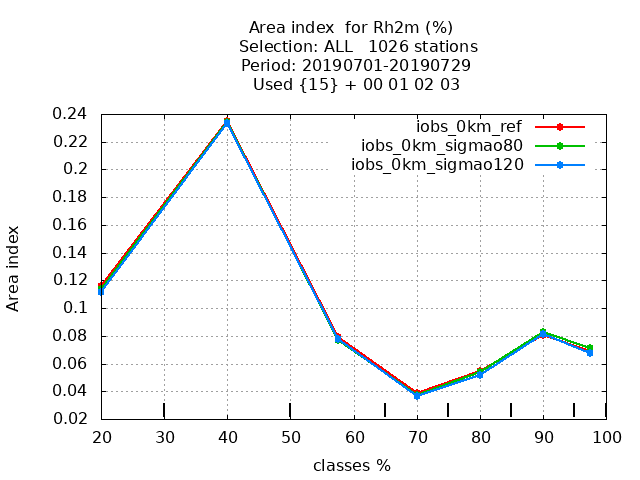 Area index  for Rh2m (%)
Selection: ALL   1026 stations
Period: 20190701-20190729
Used {15} + 00 01 02 03
iobs_0km_ref
iobs_0km_sigmao80
iobs_0km_sigmao120
Area index
0.24
0.22
0.2
0.18
0.16
0.14
0.12
0.1
0.08
0.06
0.04
0.02
20 30 40 50 60 70 80 90 100
classes %